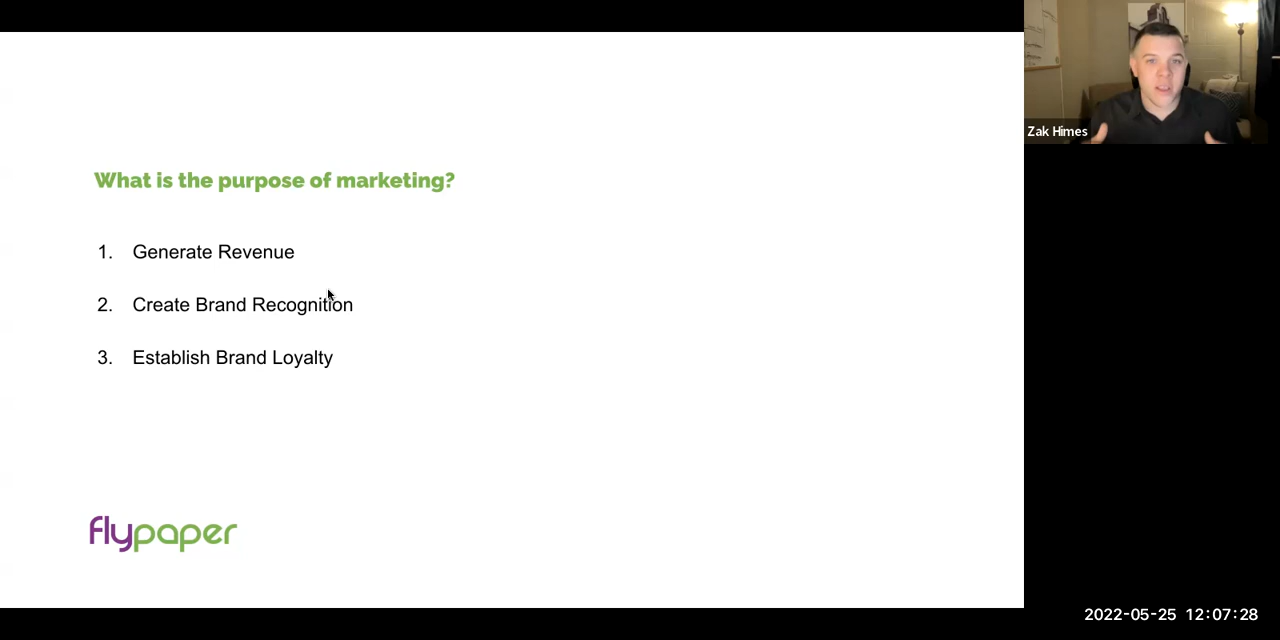 What is the purpose of marketing?
1. Generate Revenue
2. Create Brand Recognition
3. Establish Brand Loyalty
flypaper
Zak Himes
2022-05-25 12:07:28